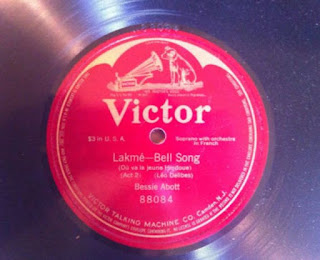 Victor
$3 in U.S.A.
Soprano with orchestra
in French
Lakmé—Bell Song
(Où va la jeune Hindoue)
(Act 2) (Léo Delibes)
Bessie Abott
88084
VICTOR TALKING MACHINE CO. Camden, N.J.